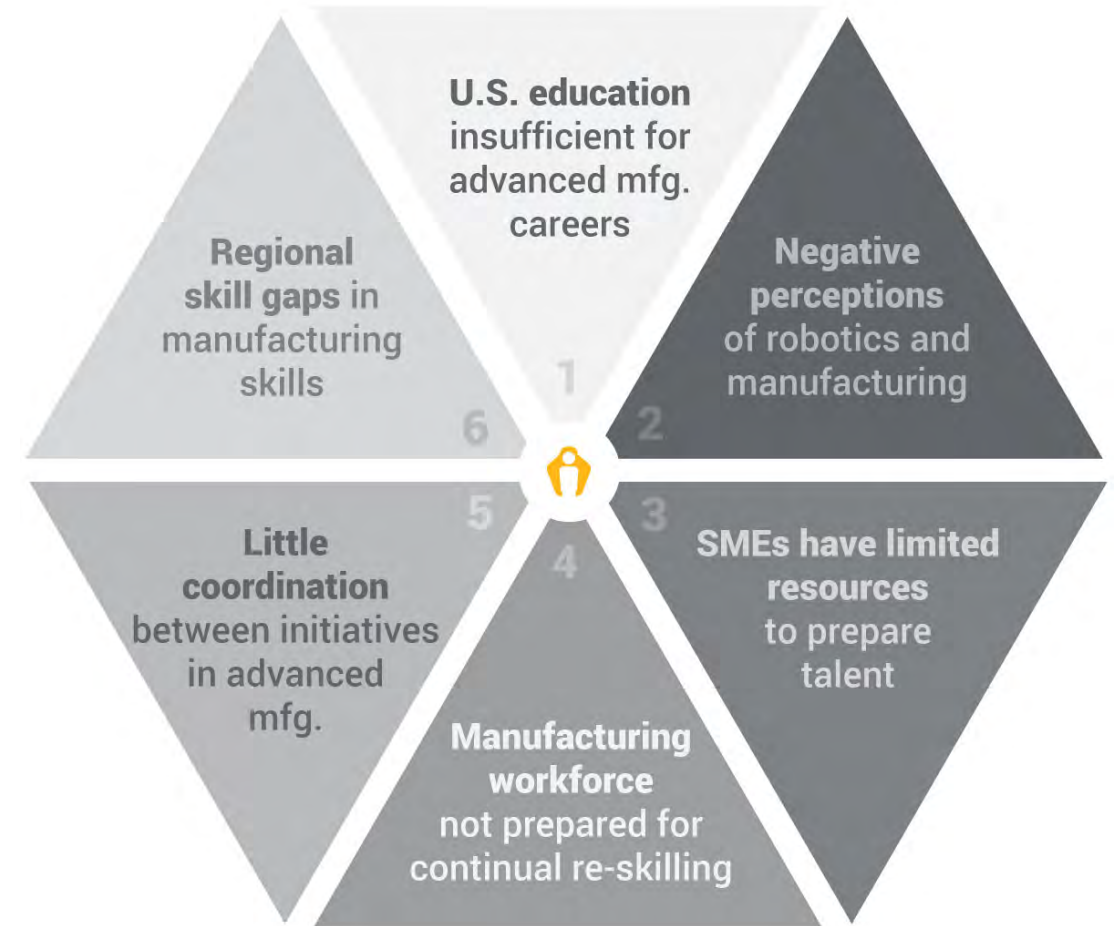 U.S. education
insufficient for
advanced mfg.
careers
1
Negative
perceptions
of robotics and
manufacturing
2
3
SMEs have limited
resources
to prepare
talent
4
Manufacturing
workforce
not prepared for
continual re-skilling
5
Little
coordination
between initiatives
in advanced
mfg.
Regional
skill gaps in
manufacturing
skills
6